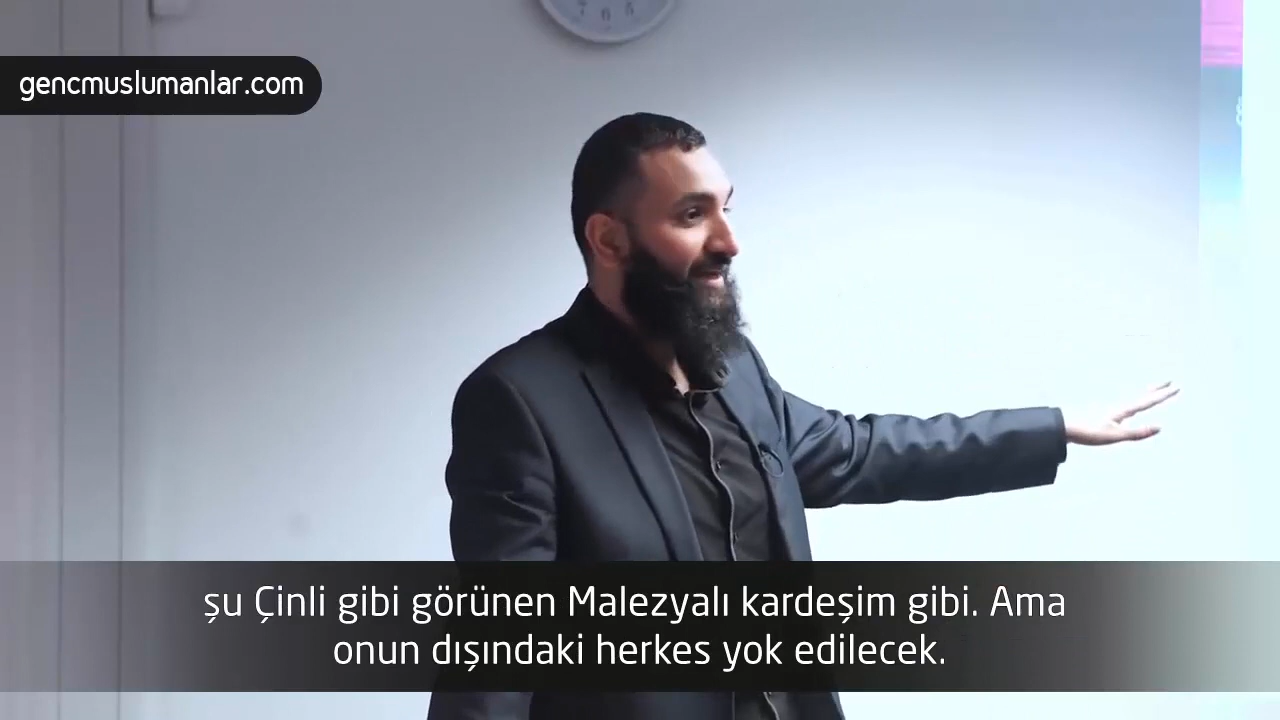 gencmuslumanlar.com
şu Çinli gibi görünen Malezyalı kardeşim gibi. Ama
onun dışındaki herkes yok edilecek.